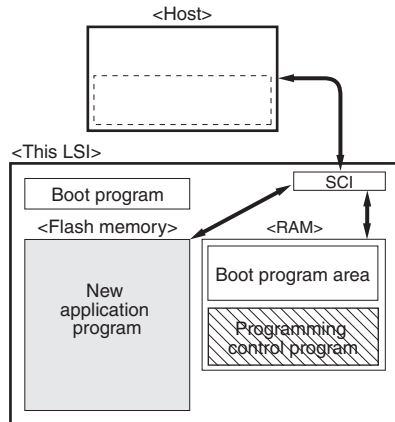 <Host>
<This LSI>
Boot program
SCI
<Flash memory>
<RAM>
New
application
program
Boot program area
Programming
control program